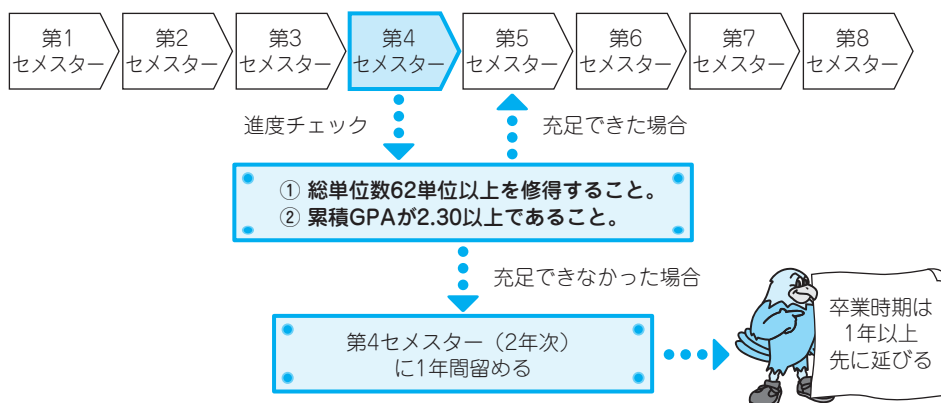 第1
セメスター
第2
セメスター
第3
セメスター
第4
セメスター
第5
セメスター
第6
セメスター
第7
セメスター
第8
セメスター
進度チェック
充足できた場合
① 総単位数62単位以上を修得すること。
② 累積GPAが2.30以上であること。
充足できなかった場合
第4セメスター（2年次）
に1年間留める
卒業時期は
1年以上
先に延びる